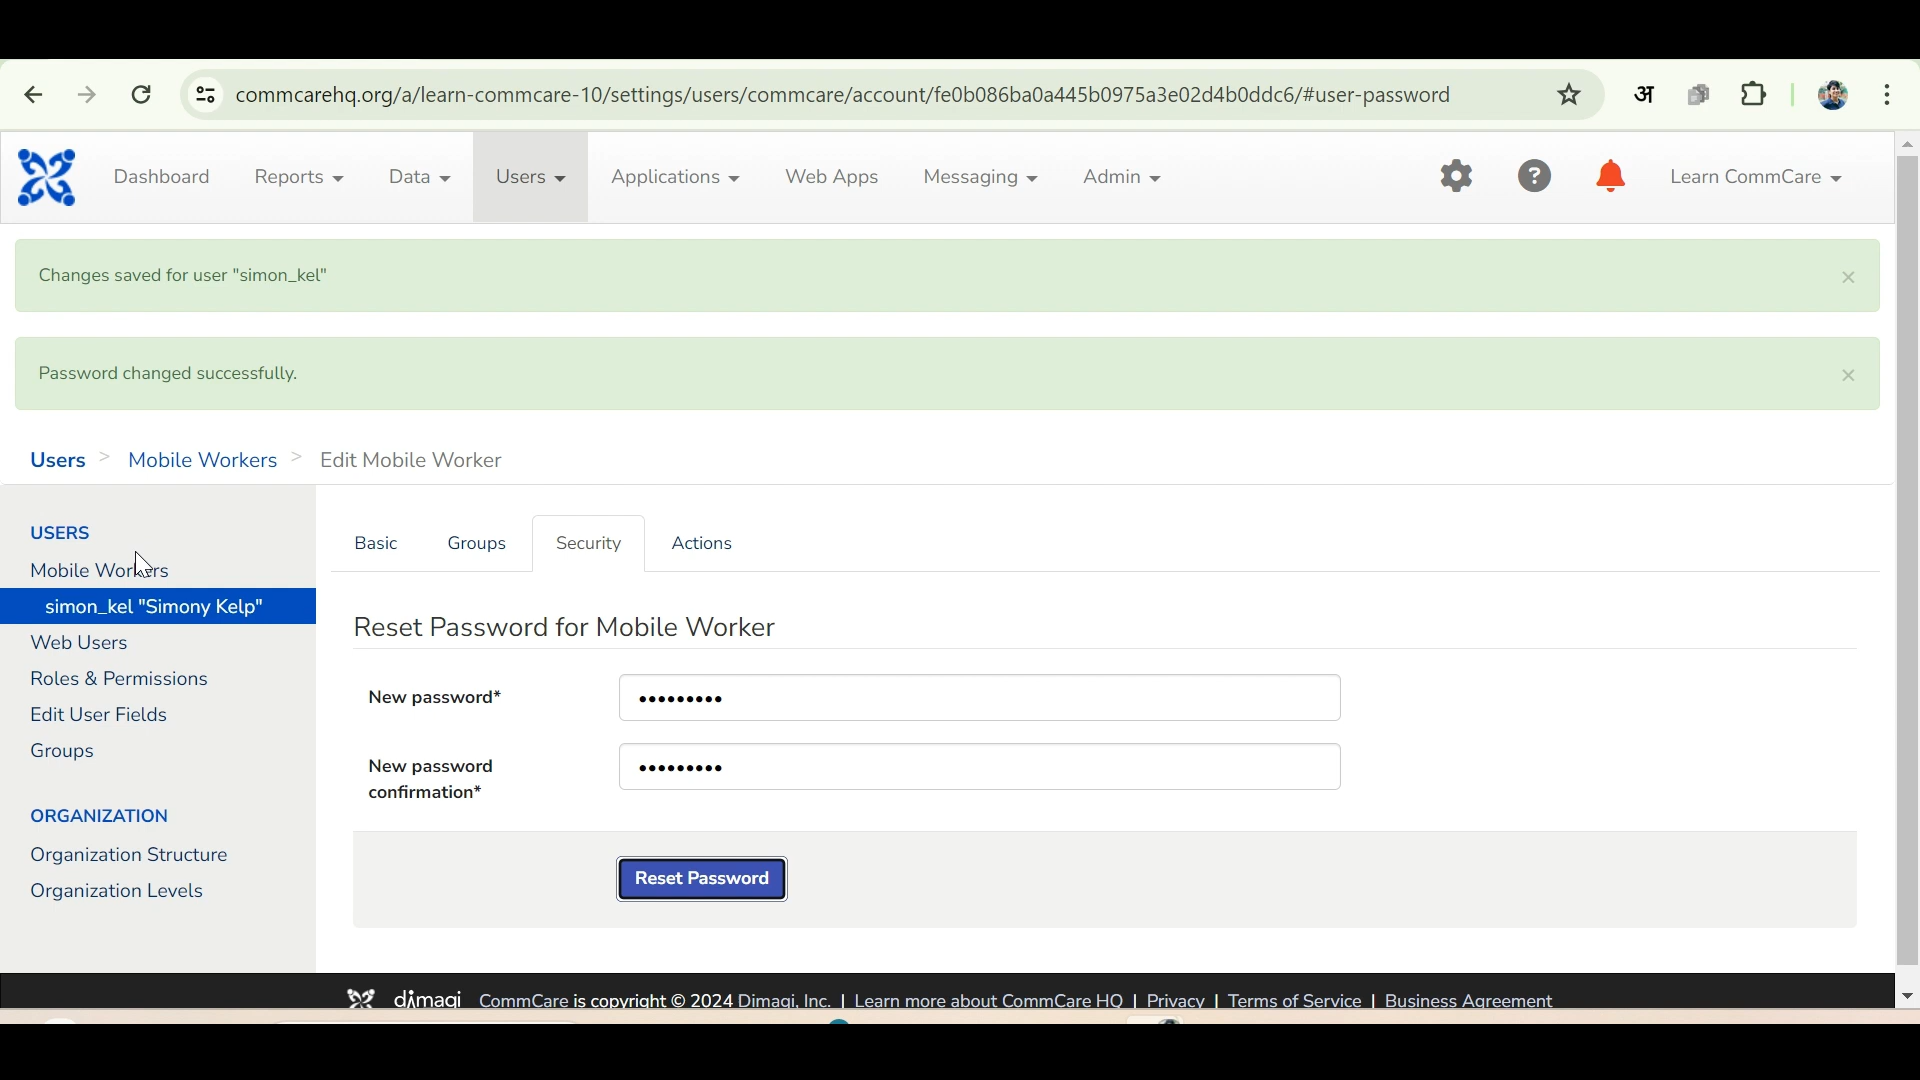 commcarehq.org/a/learn-commcare-10/settings/users/commcare/account/fe0b086ba0a445b0975a3e02d4b0ddc6/#user-password
अ
Dashboard Reports Data Users Applications Web Apps Messaging Admin ? Learn CommCare
Changes saved for user "simon_kel" ×
Password changed successfully. ×
Users > Mobile Workers > Edit Mobile Worker
USERS
Mobile Workers
simon_kel "Simony Kelp"
Web Users
Roles & Permissions
Edit User Fields
Groups
ORGANIZATION
Organization Structure
Organization Levels
Basic Groups Security Actions
Reset Password for Mobile Worker
New password* •••••••••
New password
confirmation* •••••••••
Reset Password
dimagi CommCare is copyright © 2024 Dimagi, Inc. | Learn more about CommCare HQ | Privacy | Terms of Service | Business Agreement